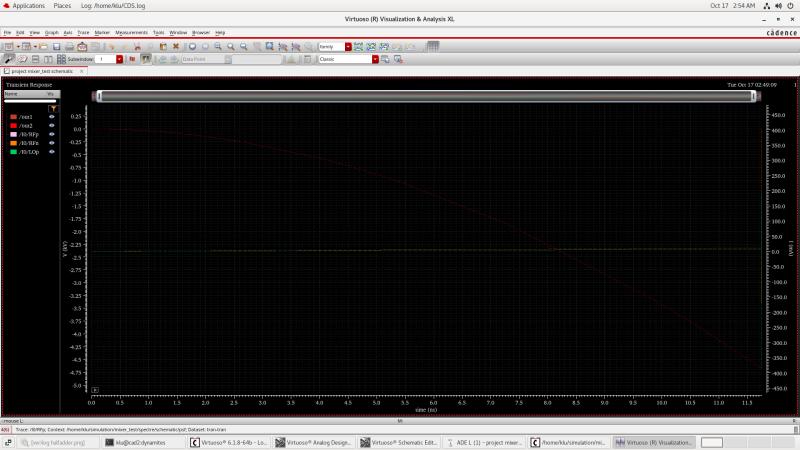 Applications Places Log: /home/klu/CDS.log Oct 17 2:54 AM
Virtuoso (R) Visualization & Analysis XL
File Edit View Graph Axis Trace Marker Measurements Tools Window Browser Help cādence
family
Subwindow: 1 Data Point Classic
project mixer_test schematic
Transient Response Tue Oct 17 02:49:09 1
Name Vis
/out1
/out2
/I0/RFp
/I0/RFn
/I0/LOp
V (kV)
0.25
0.0
-0.25
-0.5
-0.75
-1.0
-1.25
-1.5
-1.75
-2.0
-2.25
-2.5
-2.75
-3.0
-3.25
-3.5
-3.75
-4.0
-4.25
-4.5
-4.75
-5.0
450.0
400.0
350.0
300.0
250.0
200.0
150.0
100.0
50.0
0.0
-50.0
-100.0
-150.0
-200.0
-250.0
-300.0
-350.0
-400.0
-450.0
0.0 0.5 1.0 1.5 2.0 2.5 3.0 3.5 4.0 4.5 5.0 5.5 6.0 6.5 7.0 7.5 8.0 8.5 9.0 9.5 10.0 10.5 11.0 11.5
time (ns)
mouse L: M: R:
4(6) Trace: /I0/RFp; Context: /home/klu/simulation/mixer_test/spectre/schematic/psf; Dataset: tran-tran
[verilog halfadder.png] klu@cad2:dynamites Virtuoso® 6.1.8-64b - Lo... Virtuoso® Analog Design... Virtuoso® Schematic Edit... ADE L (1) - project mixer... /home/klu/simulation/mi... Virtuoso (R) Visualization...